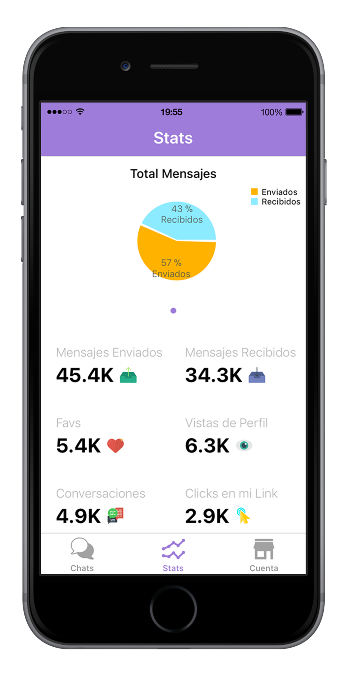 19:55
100%
Stats
Total Mensajes
Enviados
Recibidos
43 %
Recibidos
57 %
Enviados
Mensajes Enviados
Mensajes Recibidos
45.4K
34.3K
Favs
Vistas de Perfil
5.4K
6.3K
Conversaciones
Clicks en mi Link
4.9K
2.9K
Chats
Stats
Cuenta